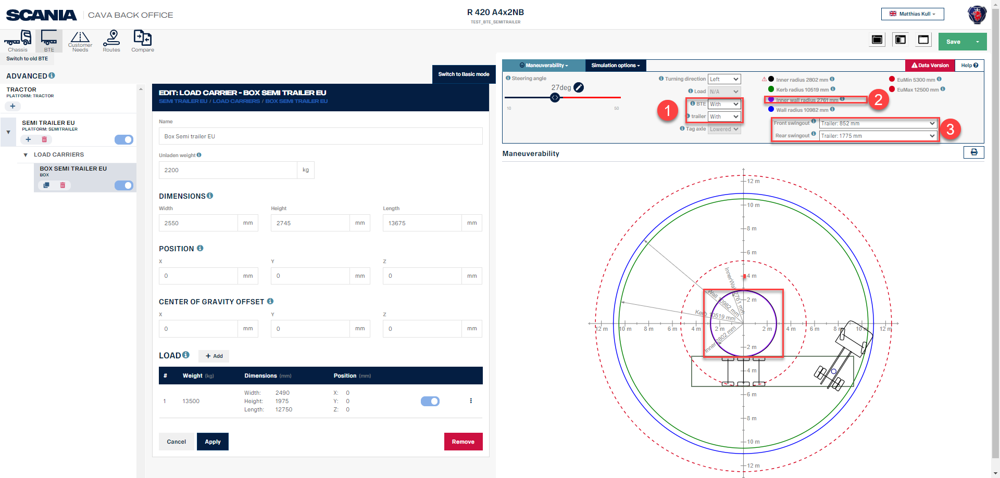 SCANIA
CAVA BACK OFFICE
R 420 A4x2NB
TEST_BTE_SEMITRAILER
Matthias Kull
Chassis
BTE
Customer
Needs
Routes
Compare
Save
Switch to old BTE
ADVANCED
Switch to Basic mode
TRACTOR
PLATFORM: TRACTOR
SEMI TRAILER EU
PLATFORM: SEMITRAILER
LOAD CARRIERS
BOX SEMI TRAILER EU
BOX
EDIT: LOAD CARRIER - BOX SEMI TRAILER EU
SEMI TRAILER EU / LOAD CARRIERS / BOX SEMI TRAILER EU
Name
Box Semi trailer EU
Unladen weight
2200 kg
DIMENSIONS
Width Height Length
2550 mm 2745 mm 13675 mm
POSITION
X Y Z
0 mm 0 mm 0 mm
CENTER OF GRAVITY OFFSET
X Y Z
0 mm 0 mm 0 mm
LOAD
+ Add
# Weight (kg) Dimensions (mm) Position (mm)
1 13500
Width: 2490 X: 0
Height: 1975 Y: 0
Length: 12750 Z: 0
Cancel Apply Remove
Maneuverability Simulation options Data Version Help
Steering angle
27deg
10 50
Turning direction Left
Load N/A
BTE With
trailer With
Tag axle Lowered
1
Inner radius 2802 mm
Kerb radius 10519 mm
Inner wall radius 2761 mm
Wall radius 10982 mm
2
EuMin 5300 mm
EuMax 12500 mm
Front swingout Trailer: 852 mm
Rear swingout Trailer: 1775 mm
3
Maneuverability
12 m
10 m
8 m
6 m
4 m
2 m
InnerWall 2761 mm
Wall 10982 mm
Kerb 10519 mm
Inner 2802 mm
12 m 10 m 8 m 6 m 4 m 2 m 2 m 4 m 6 m 8 m 10 m 12 m
2 m
4 m
6 m
8 m
10 m
12 m